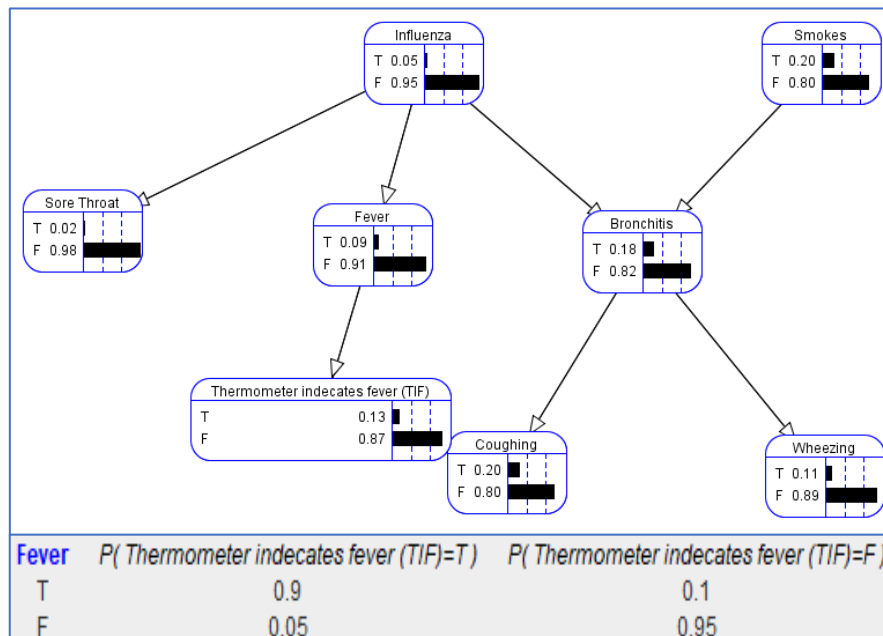 Influenza
T 0.05
F 0.95
Smokes
T 0.20
F 0.80
Sore Throat
T 0.02
F 0.98
Fever
T 0.09
F 0.91
Bronchitis
T 0.18
F 0.82
Thermometer indecates fever (TIF)
T 0.13
F 0.87
Coughing
T 0.20
F 0.80
Wheezing
T 0.11
F 0.89
Fever P( Thermometer indecates fever (TIF)=T ) P( Thermometer indecates fever (TIF)=F )
T 0.9 0.1
F 0.05 0.95